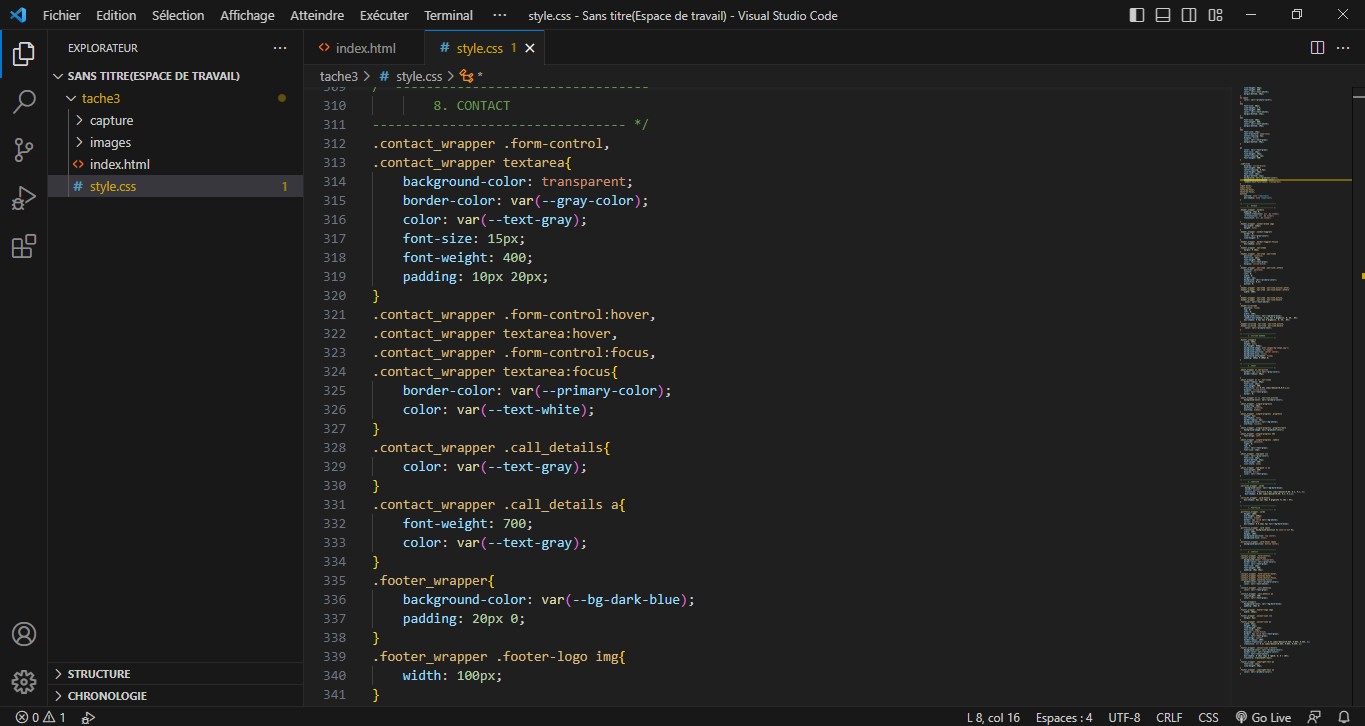 Fichier Edition Sélection Affichage Atteindre Exécuter Terminal ··· style.css - Sans titre(Espace de travail) - Visual Studio Code
EXPLORATEUR ···
SANS TITRE(ESPACE DE TRAVAIL)
tache3
capture
images
index.html
style.css 1
STRUCTURE
CHRONOLOGIE
index.html style.css 1
tache3 > style.css > *
309 /* ---------------------------------
310 8. CONTACT
311 --------------------------------- */
312 .contact_wrapper .form-control,
313 .contact_wrapper textarea{
314 background-color: transparent;
315 border-color: var(--gray-color);
316 color: var(--text-gray);
317 font-size: 15px;
318 font-weight: 400;
319 padding: 10px 20px;
320 }
321 .contact_wrapper .form-control:hover,
322 .contact_wrapper textarea:hover,
323 .contact_wrapper .form-control:focus,
324 .contact_wrapper textarea:focus{
325 border-color: var(--primary-color);
326 color: var(--text-white);
327 }
328 .contact_wrapper .call_details{
329 color: var(--text-gray);
330 }
331 .contact_wrapper .call_details a{
332 font-weight: 700;
333 color: var(--text-gray);
334 }
335 .footer_wrapper{
336 background-color: var(--bg-dark-blue);
337 padding: 20px 0;
338 }
339 .footer_wrapper .footer-logo img{
340 width: 100px;
341 }
0 1 L 8, col 16 Espaces : 4 UTF-8 CRLF CSS Go Live